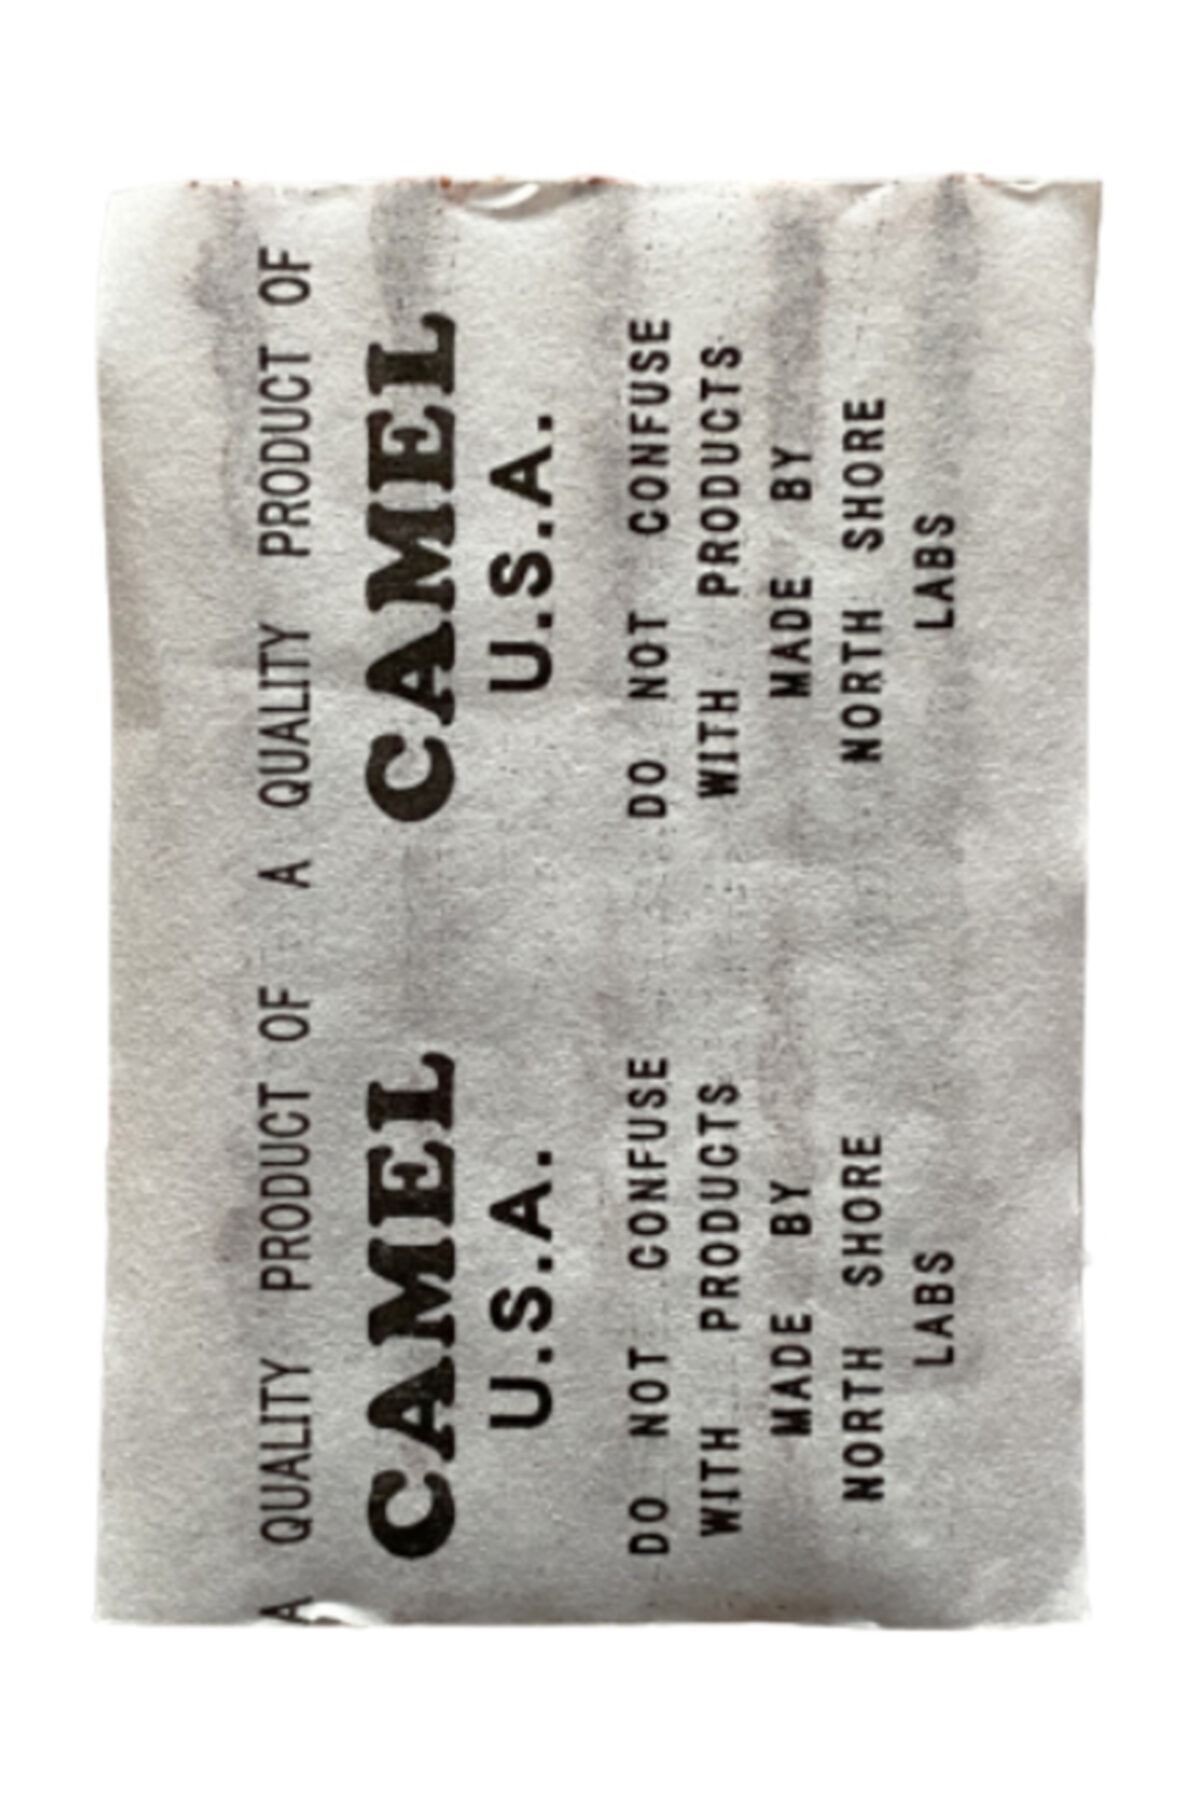 A QUALITY PRODUCT OF
CAMEL
U.S.A.
DO NOT CONFUSE
WITH PRODUCTS
MADE BY
NORTH SHORE
LABS
A QUALITY PRODUCT OF
CAMEL
U.S.A.
DO NOT CONFUSE
WITH PRODUCTS
MADE BY
NORTH SHORE
LABS